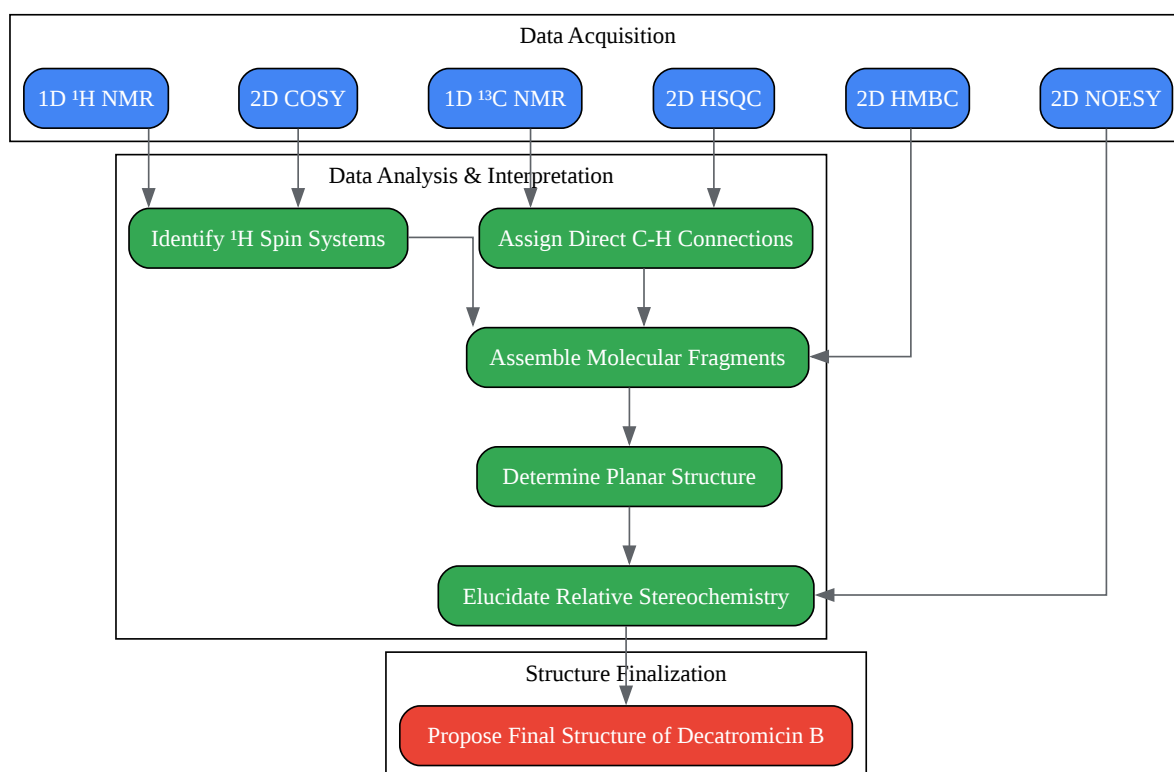 Data Acquisition
1D ¹H NMR
2D COSY
1D ¹³C NMR
2D HSQC
2D HMBC
2D NOESY
Data Analysis & Interpretation
Identify ¹H Spin Systems
Assign Direct C-H Connections
Assemble Molecular Fragments
Determine Planar Structure
Elucidate Relative Stereochemistry
Structure Finalization
Propose Final Structure of Decatromicin B